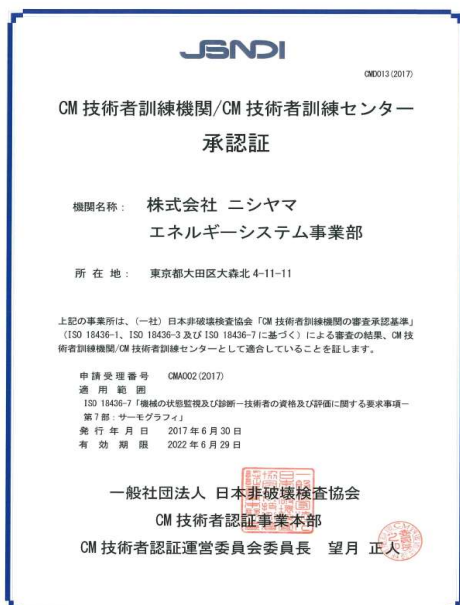 JSNDI
CMD013(2017)
CM 技術者訓練機関/CM 技術者訓練センター
承認証
機関名称： 株式会社 ニシヤマ
エネルギーシステム事業部
所 在 地： 東京都大田区大森北 4-11-11
上記の事業所は、(一社) 日本非破壊検査協会「CM 技術者訓練機関の審査承認基準」
(ISO 18436-1、ISO 18436-3 及び ISO 18436-7 に基づく) による審査の結果、CM 技
術者訓練機関/CM 技術者訓練センターとして適合していることを証します。
申請受理番号 CMA002(2017)
適 用 範 囲
ISO 18436-7「機械の状態監視及び診断－技術者の資格及び評価に関する要求事項－
第7部：サーモグラフィ」
発 行 年 月 日 2017 年 6 月 30 日
有 効 期 限 2022 年 6 月 29 日
一般社団法人 日本非破壊検査協会
CM 技術者認証事業本部
CM 技術者認証運営委員会委員長 望月 正人